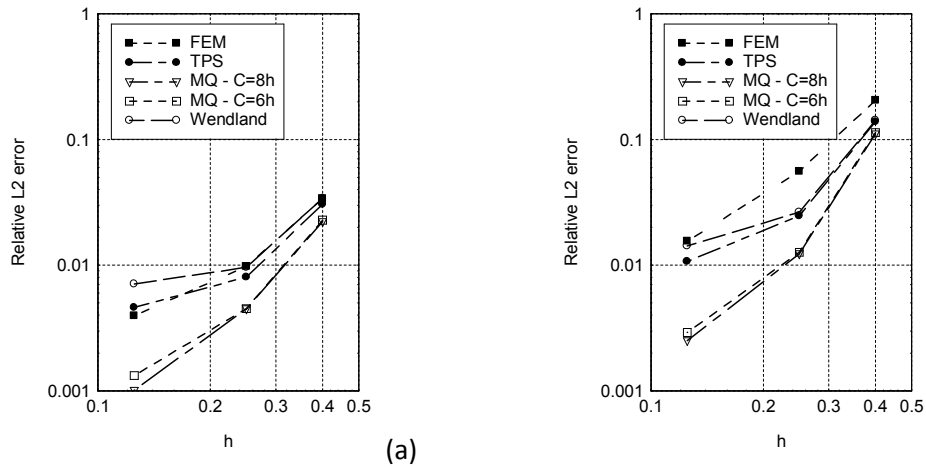 1
0.1
0.01
0.001
Relative L2 error
FEM
TPS
MQ - C=8h
MQ - C=6h
Wendland
0.1
0.2
0.3
0.4
0.5
h
(a)
1
0.1
0.01
0.001
Relative L2 error
FEM
TPS
MQ - C=8h
MQ - C=6h
Wendland
0.1
0.2
0.3
0.4
0.5
h